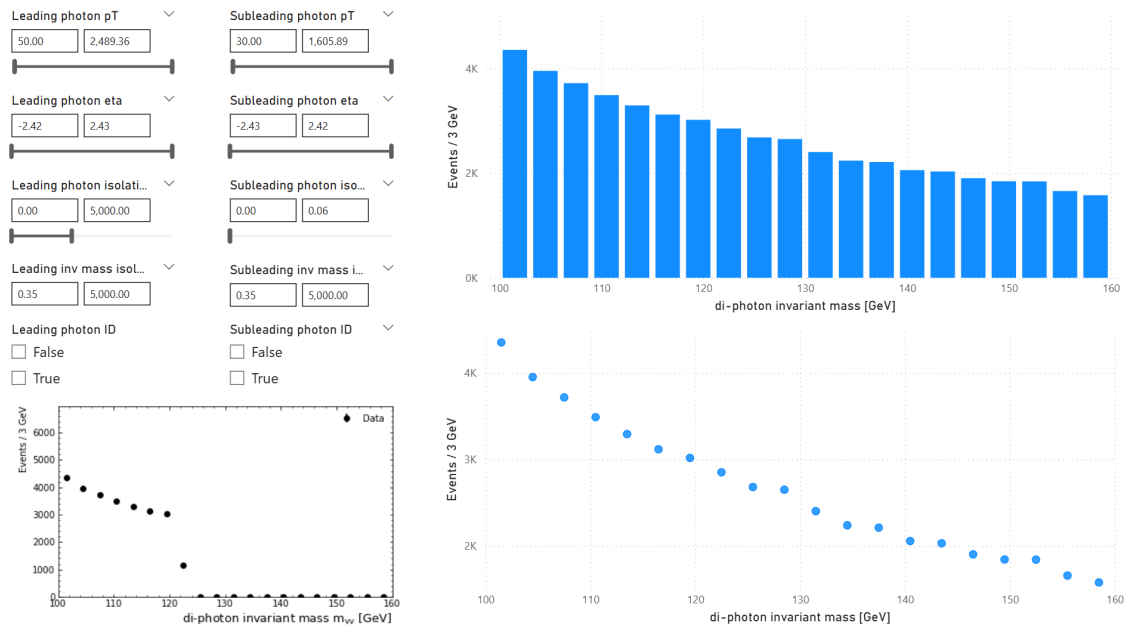 Leading photon pT
50.00 2,489.36
Subleading photon pT
30.00 1,605.89
Leading photon eta
-2.42 2.43
Subleading photon eta
-2.43 2.42
Leading photon isolati...
0.00 5,000.00
Subleading photon iso...
0.00 0.06
Leading inv mass isol...
0.35 5,000.00
Subleading inv mass i...
0.35 5,000.00
Leading photon ID
False
True
Subleading photon ID
False
True
Data
Events / 3 GeV
6000
5000
4000
3000
2000
1000
0
100 110 120 130 140 150 160
di-photon invariant mass mγγ [GeV]
Events / 3 GeV
4K
2K
0K
100 110 120 130 140 150 160
di-photon invariant mass [GeV]
Events / 3 GeV
4K
3K
2K
100 110 120 130 140 150 160
di-photon invariant mass [GeV]